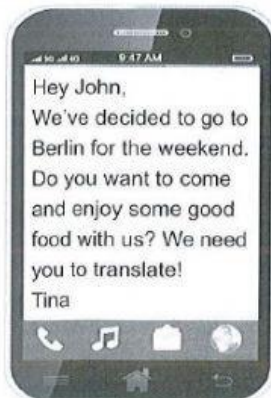 9:47 AM
Hey John,
We've decided to go to
Berlin for the weekend.
Do you want to come
and enjoy some good
food with us? We need
you to translate!
Tina